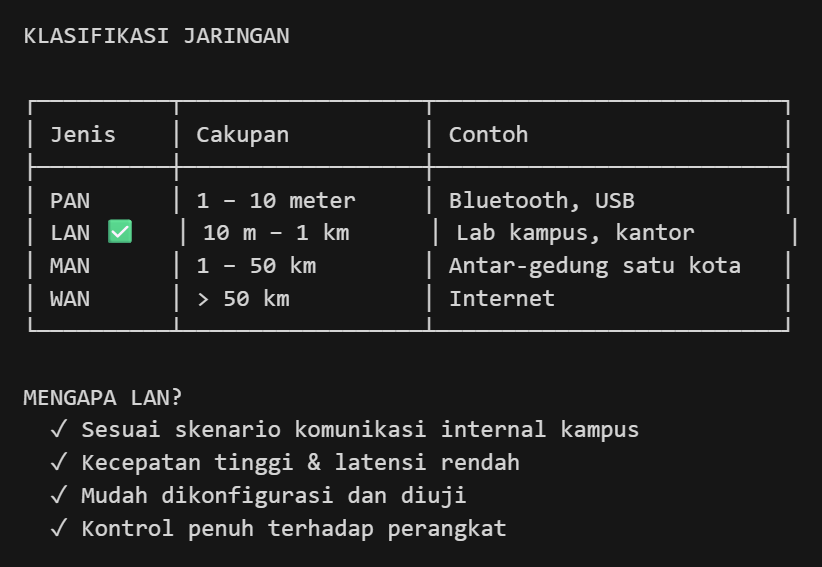 KLASIFIKASI JARINGAN
Jenis Cakupan Contoh
PAN 1 – 10 meter Bluetooth, USB
LAN ✅ 10 m – 1 km Lab kampus, kantor
MAN 1 – 50 km Antar-gedung satu kota
WAN > 50 km Internet
MENGAPA LAN?
✓ Sesuai skenario komunikasi internal kampus
✓ Kecepatan tinggi & latensi rendah
✓ Mudah dikonfigurasi dan diuji
✓ Kontrol penuh terhadap perangkat